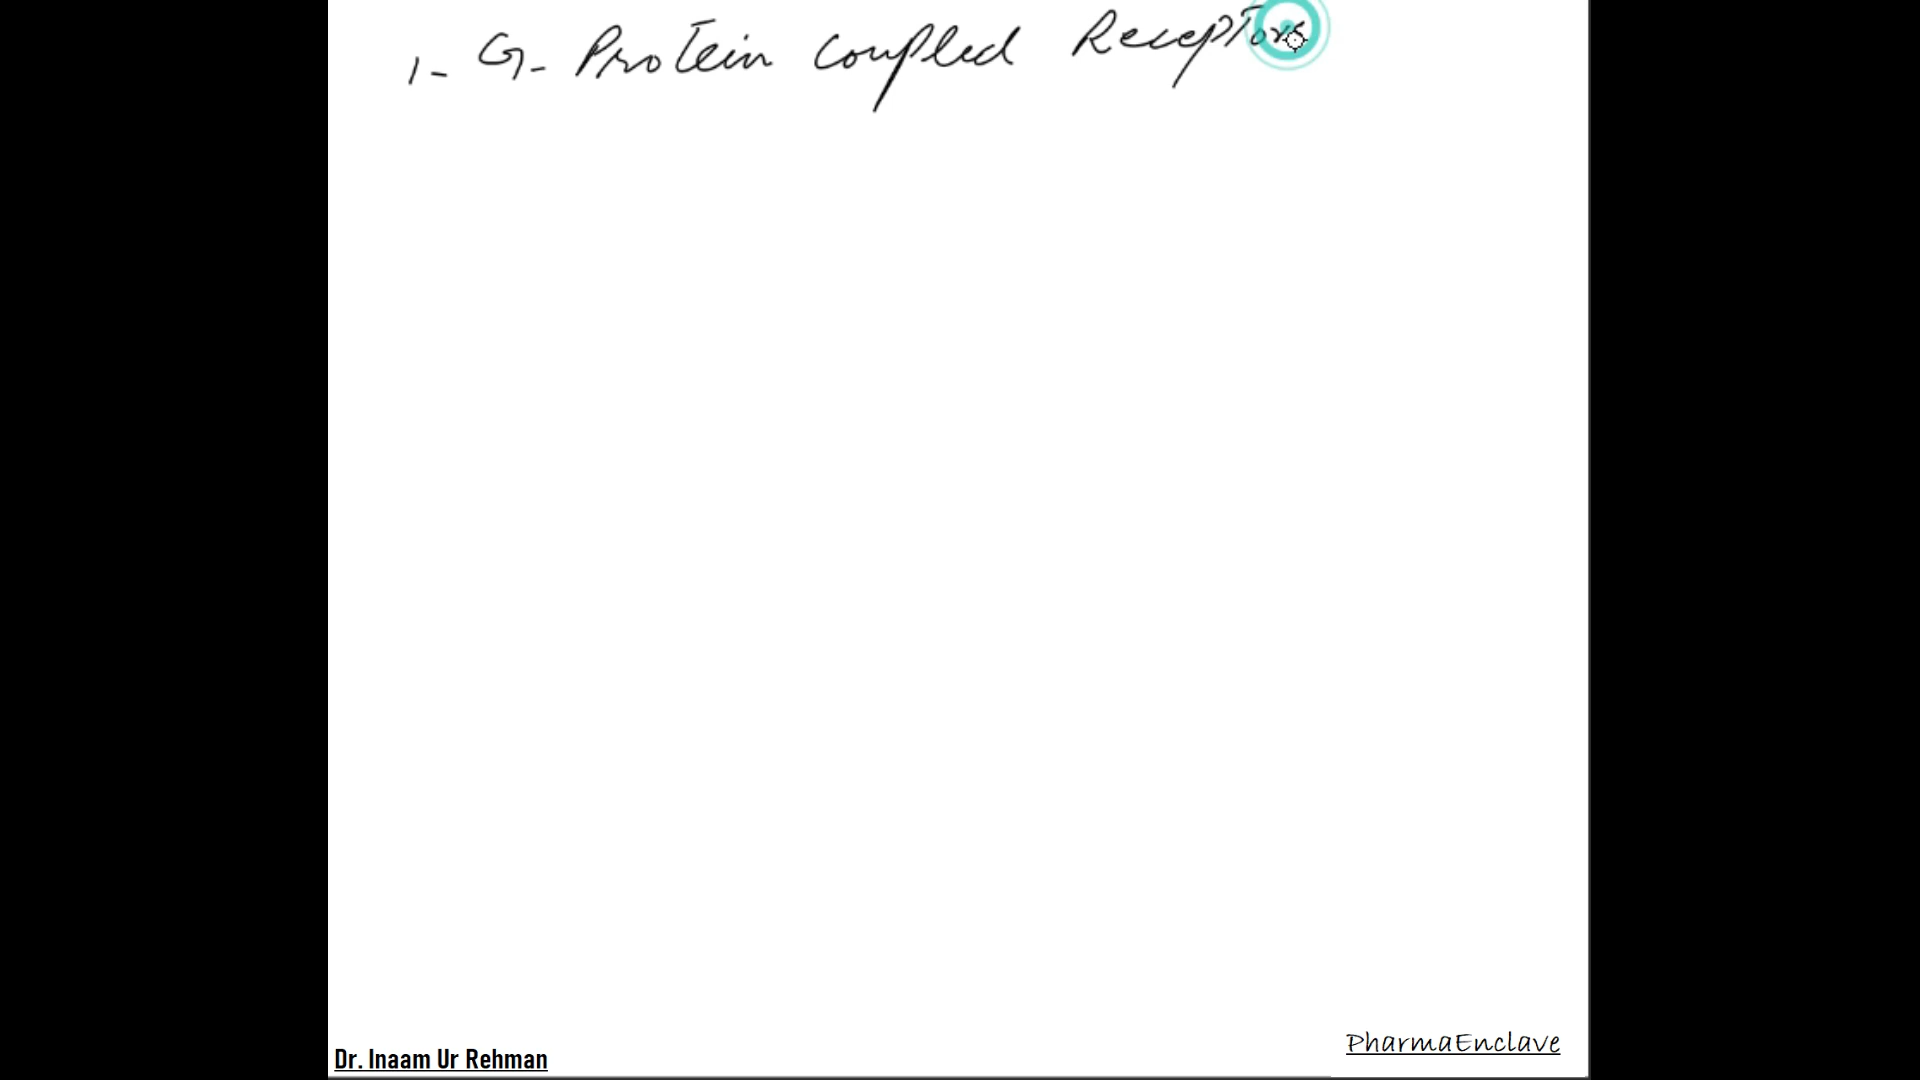 1- G- Protein Coupled Receptors
Dr. Inaam Ur Rehman
PharmaEnclave